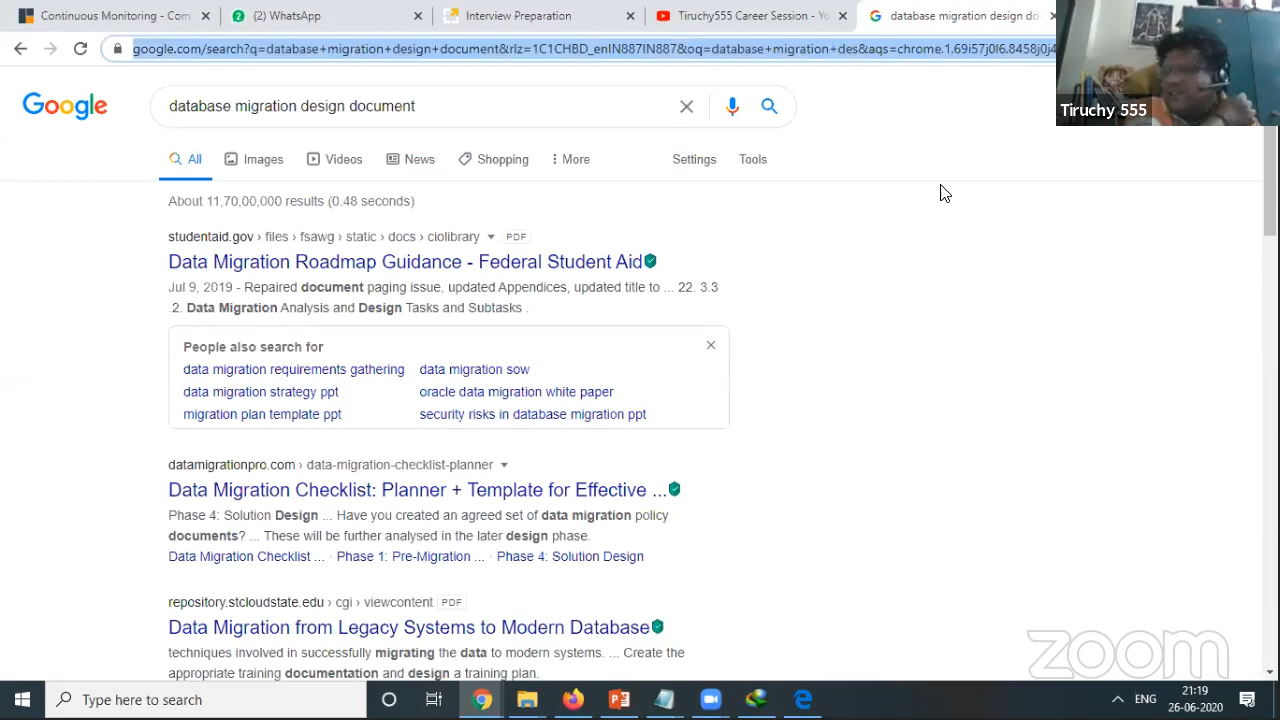 Continuous Monitoring - Com
(2) WhatsApp
Interview Preparation
Tiruchy555 Career Session - Yo
database migration design do
google.com/search?q=database+migration+design+document&rlz=1C1CHBD_enIN887IN887&oq=database+migration+des&aqs=chrome.1.69i57j0l6.8458j0j4
Tiruchy 555
Google
database migration design document
All
Images
Videos
News
Shopping
More
Settings
Tools
About 11,70,00,000 results (0.48 seconds)
studentaid.gov › files › fsawg › static › docs › ciolibrary PDF
Data Migration Roadmap Guidance - Federal Student Aid
Jul 9, 2019 - Repaired document paging issue, updated Appendices, updated title to ... 22. 3.3
.2. Data Migration Analysis and Design Tasks and Subtasks .
People also search for
data migration requirements gathering
data migration sow
data migration strategy ppt
oracle data migration white paper
migration plan template ppt
security risks in database migration ppt
datamigrationpro.com › data-migration-checklist-planner
Data Migration Checklist: Planner + Template for Effective ...
Phase 4: Solution Design ... Have you created an agreed set of data migration policy
documents? ... These will be further analysed in the later design phase.
Data Migration Checklist ... · Phase 1: Pre-Migration ... · Phase 4: Solution Design
repository.stcloudstate.edu › cgi › viewcontent PDF
Data Migration from Legacy Systems to Modern Database
techniques involved in successfully migrating the data to modern systems. ... Create the
appropriate training documentation and design a training plan.
zoom
Type here to search
ENG
21:19
26-06-2020